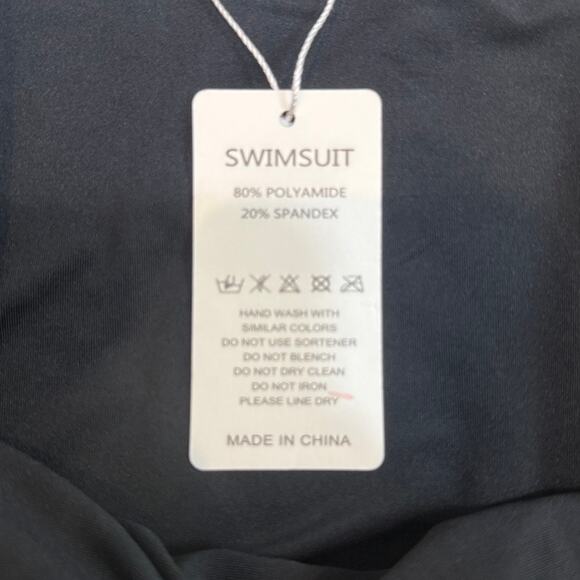 SWIMSUIT
80% POLYAMIDE
20% SPANDEX
HAND WASH WITH
SIMILAR COLORS
DO NOT USE SORTENER
DO NOT BLENCH
DO NOT DRY CLEAN
DO NOT IRON
PLEASE LINE DRY
MADE IN CHINA